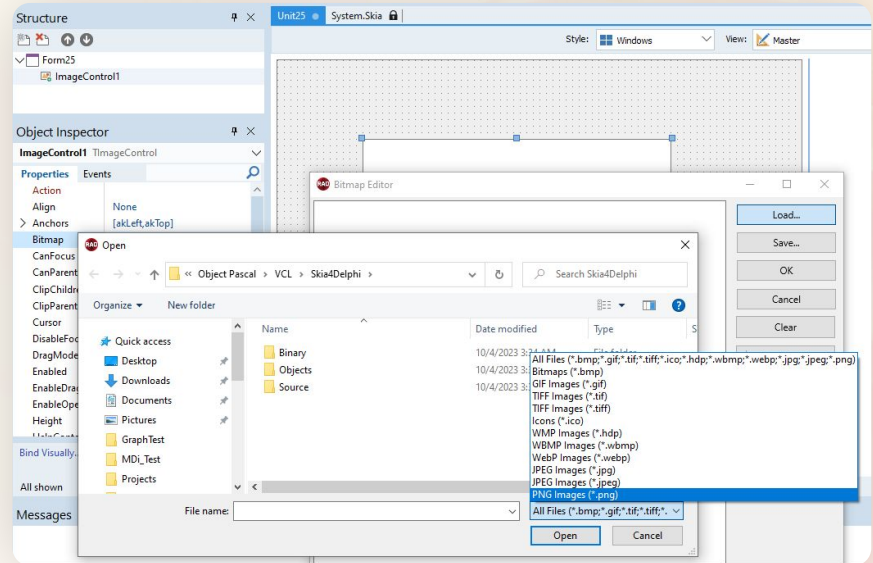 Structure
Unit25
System.Skia
Style:
Windows
View:
Master
Form25
ImageControl1
Object Inspector
ImageControl1 TImageControl
Properties Events
Action
Align None
Anchors [akLeft,akTop]
Bitmap
CanFocus
CanParent
ClipChildre
ClipParent
Cursor
DisableFoc
DragMode
Enabled
EnableDra
EnableOpe
Height
Bind Visually.
All shown
Messages
RAD Bitmap Editor
Load...
Save...
OK
Cancel
Clear
RAD Open
« Object Pascal > VCL > Skia4Delphi >
Search Skia4Delphi
Organize New folder
Name Date modified Type S
Quick access
Desktop
Downloads
Documents
Pictures
GraphTest
MDi_Test
Projects
Binary 10/4/2023 3:
Objects 10/4/2023 3:
Source 10/4/2023 3:
All Files (*.bmp;*.gif;*.tif;*.tiff;*.ico;*.hdp;*.wbmp;*.webp;*.jpg;*.jpeg;*.png)
Bitmaps (*.bmp)
GIF Images (*.gif)
TIFF Images (*.tif)
TIFF Images (*.tiff)
Icons (*.ico)
WMP Images (*.hdp)
WBMP Images (*.wbmp)
WebP Images (*.webp)
JPEG Images (*.jpg)
JPEG Images (*.jpeg)
PNG Images (*.png)
File name:
All Files (*.bmp;*.gif;*.tif;*.tiff;*.
Open
Cancel